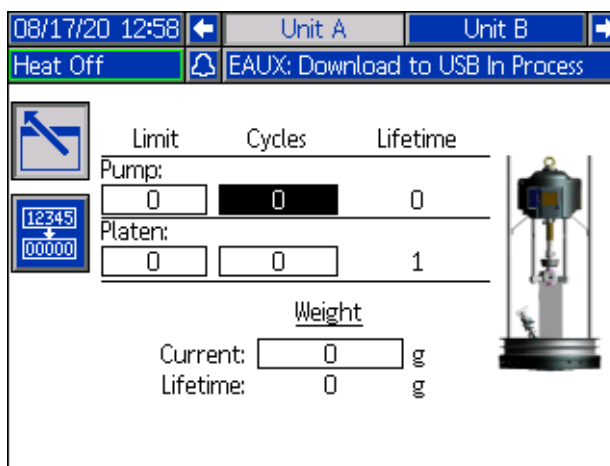 08/17/20 12:58 Unit A Unit B
Heat Off EAUX: Download to USB In Process
Limit Cycles Lifetime
Pump:
0 0 0
12345
00000
Platen:
0 0 1
Weight
Current: 0 g
Lifetime: 0 g